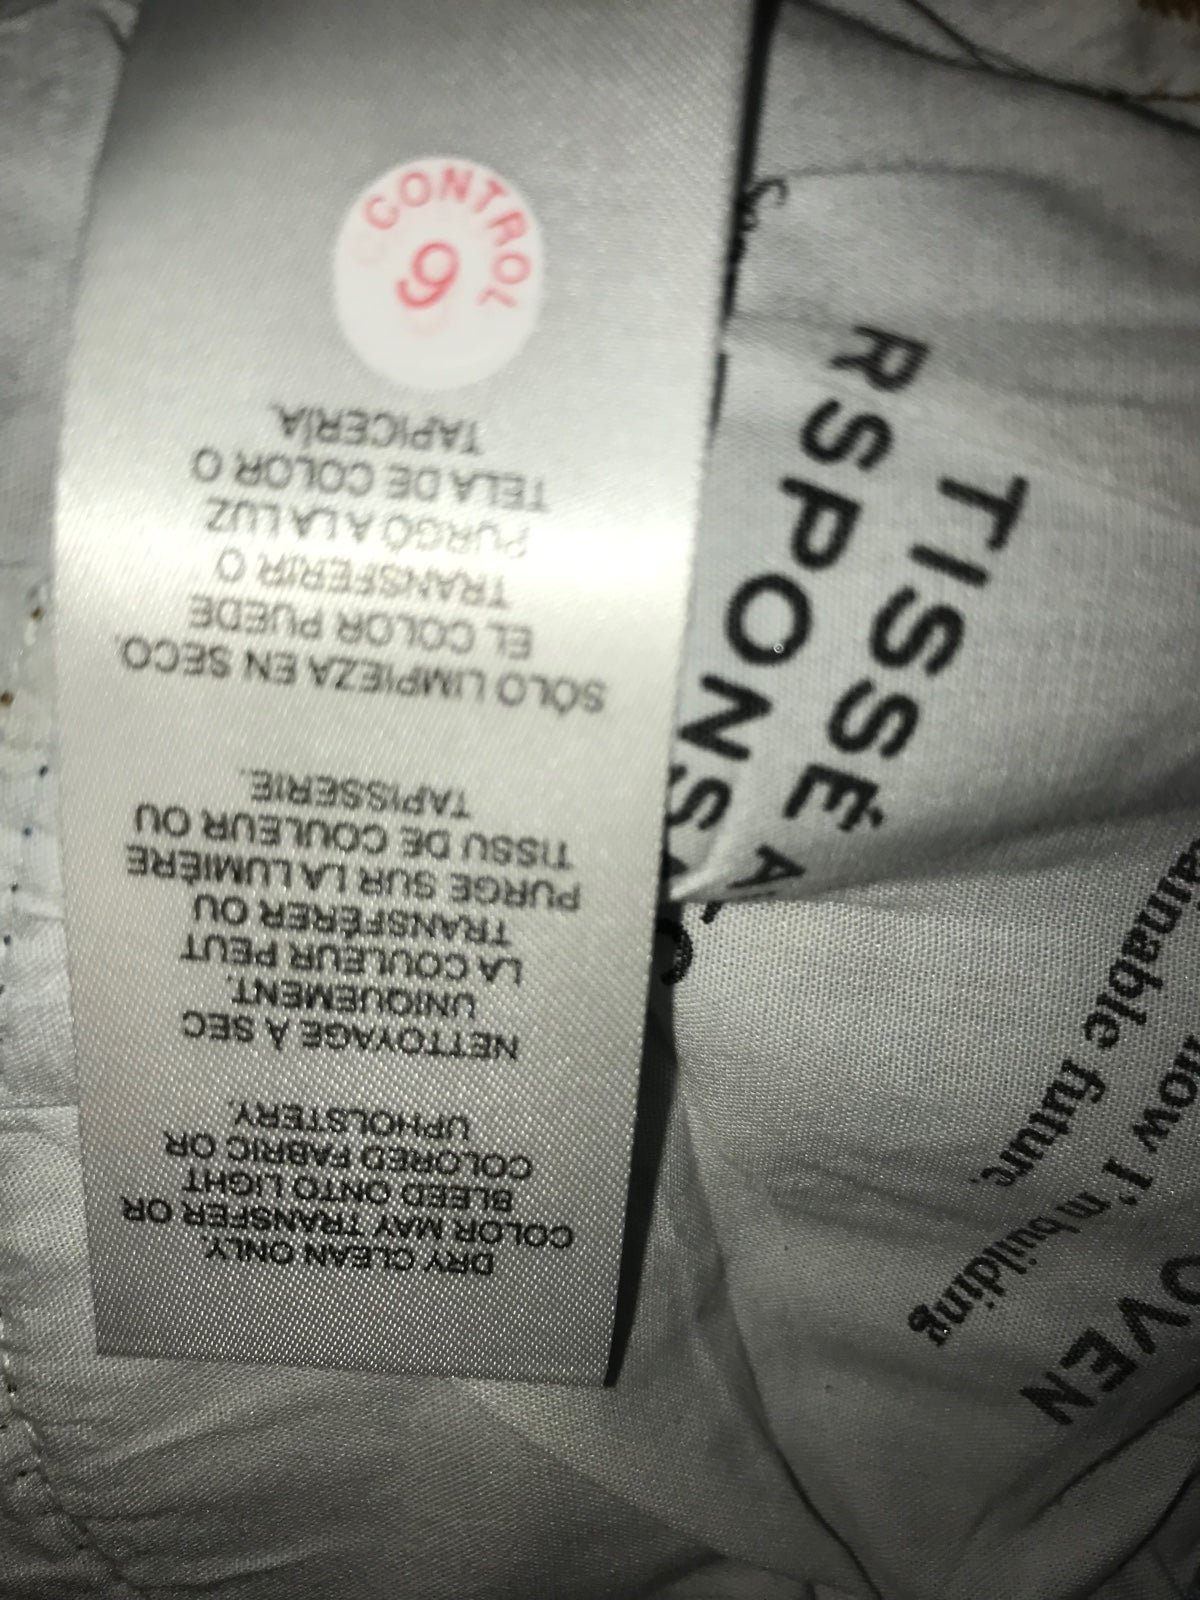 DRY CLEAN ONLY.
COLOR MAY TRANSFER OR
BLEED ONTO LIGHT
COLORED FABRIC OR
UPHOLSTERY.
NETTOYAGE À SEC
UNIQUEMENT.
LA COULEUR PEUT
TRANSFÉRER OU
PURGE SUR LA LUMIÈRE
TISSU DE COULEUR OU
TAPISSERIE.
SÓLO LIMPIEZA EN SECO.
EL COLOR PUEDE
TRANSFERIR O
PURGÓ A LA LUZ
TELA DE COLOR O
TAPICERÍA.
CONTROL
9
TISSÉ A
RSPONSA
OVEN
now I'm building
ainable future.